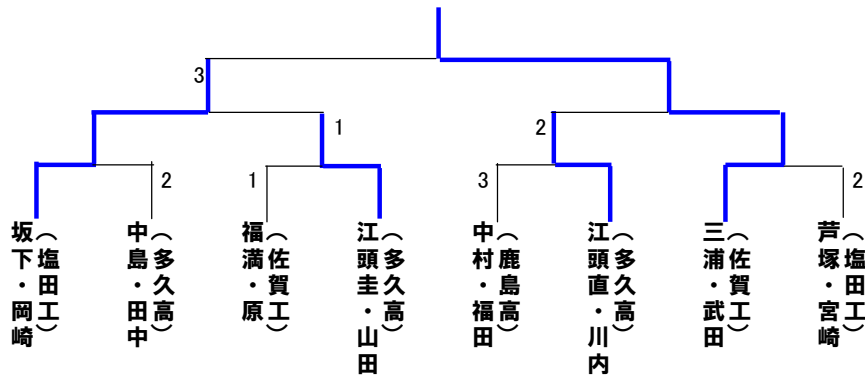 3
1
2
2
1
3
2
坂下・岡崎
（塩田工）
中島・田中
（多久高）
福満・原
（佐賀工）
江頭圭・山田
（多久高）
中村・福田
（鹿島高）
江頭直・川内
（多久高）
三浦・武田
（佐賀工）
芦塚・宮崎
（塩田工）